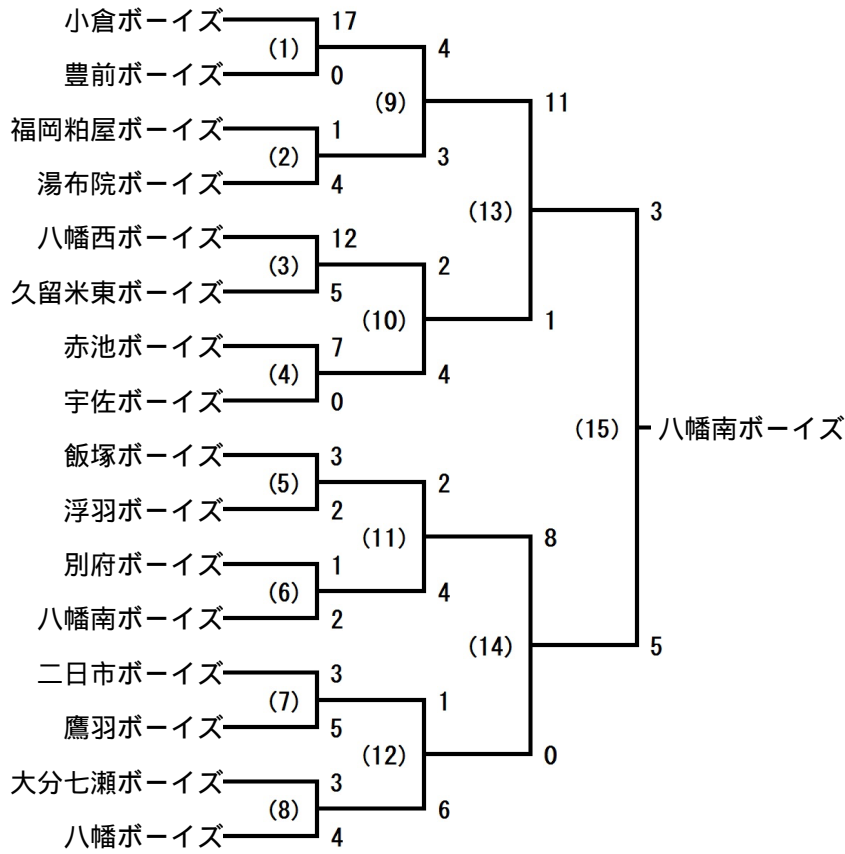 小倉ボーイズ 17
(1) 4
豊前ボーイズ 0
(9) 11
福岡粕屋ボーイズ 1
(2) 3
湯布院ボーイズ 4
(13) 3
八幡西ボーイズ 12
(3) 2
久留米東ボーイズ 5
(10) 1
赤池ボーイズ 7
(4) 4
宇佐ボーイズ 0
(15) 八幡南ボーイズ
飯塚ボーイズ 3
(5) 2
浮羽ボーイズ 2
(11) 8
別府ボーイズ 1
(6) 4
八幡南ボーイズ 2
(14) 5
二日市ボーイズ 3
(7) 1
鷹羽ボーイズ 5
(12) 0
大分七瀬ボーイズ 3
(8) 6
八幡ボーイズ 4